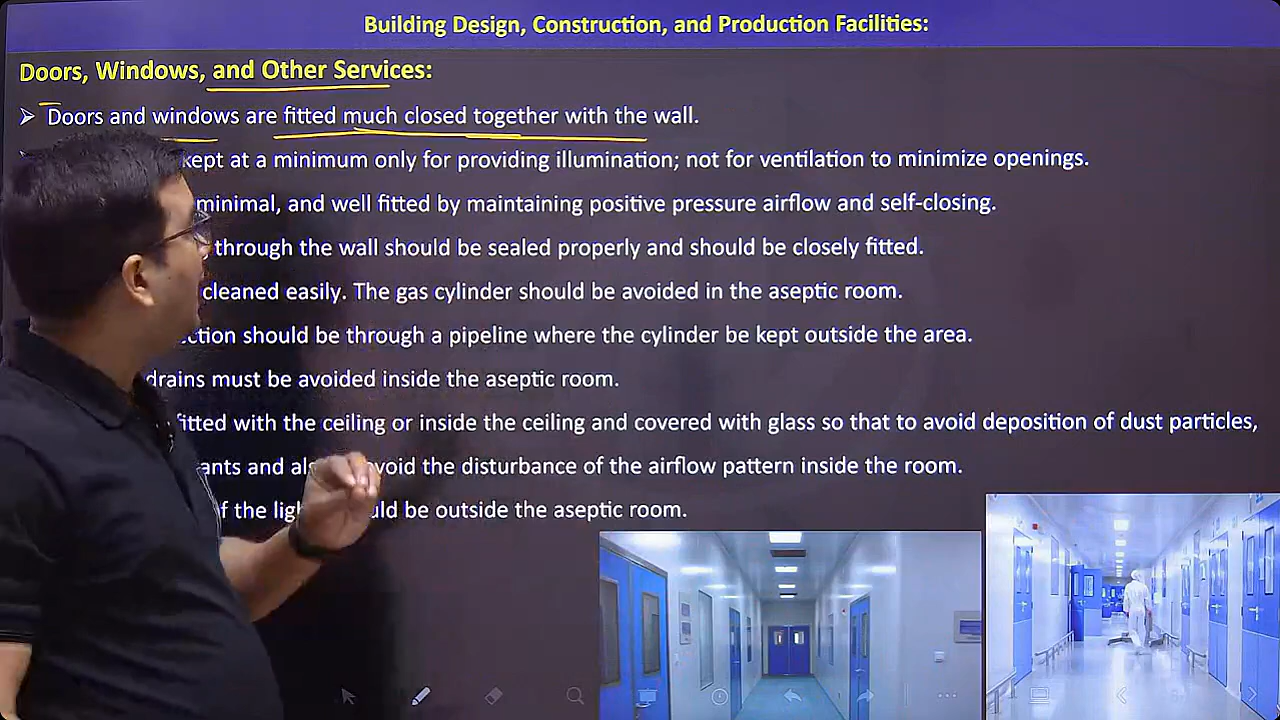 Building Design, Construction, and Production Facilities:
Doors, Windows, and Other Services:
➢ Doors and windows are fitted much closed together with the wall.
kept at a minimum only for providing illumination; not for ventilation to minimize openings.
minimal, and well fitted by maintaining positive pressure airflow and self-closing.
through the wall should be sealed properly and should be closely fitted.
cleaned easily. The gas cylinder should be avoided in the aseptic room.
should be through a pipeline where the cylinder be kept outside the area.
drains must be avoided inside the aseptic room.
fitted with the ceiling or inside the ceiling and covered with glass so that to avoid deposition of dust particles,
and the disturbance of the airflow pattern inside the room.
of the be outside the aseptic room.